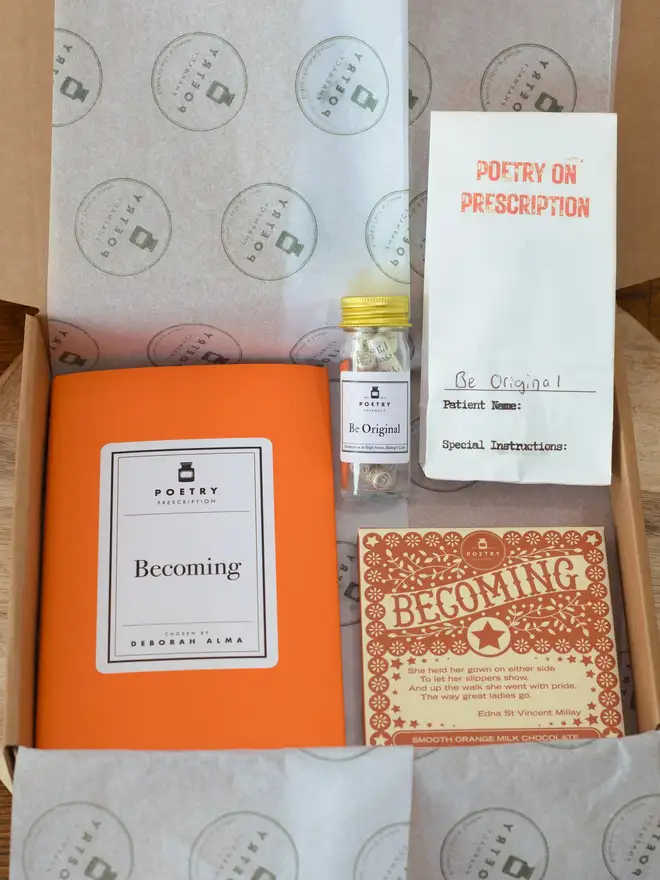 POETRY ON
PRESCRIPTION
Be Original
Patient Name:
Special Instructions:
POETRY
PHARMACY
Be Original
POETRY
PRESCRIPTION
Becoming
CHOSEN BY
DEBORAH ALMA
POETRY
BECOMING
She held her gown on either side
To let her slippers show,
And up the walk she went with pride,
The way great ladies go.
Edna St Vincent Millay
SMOOTH ORANGE MILK CHOCOLATE
POETRY
PHARMACY